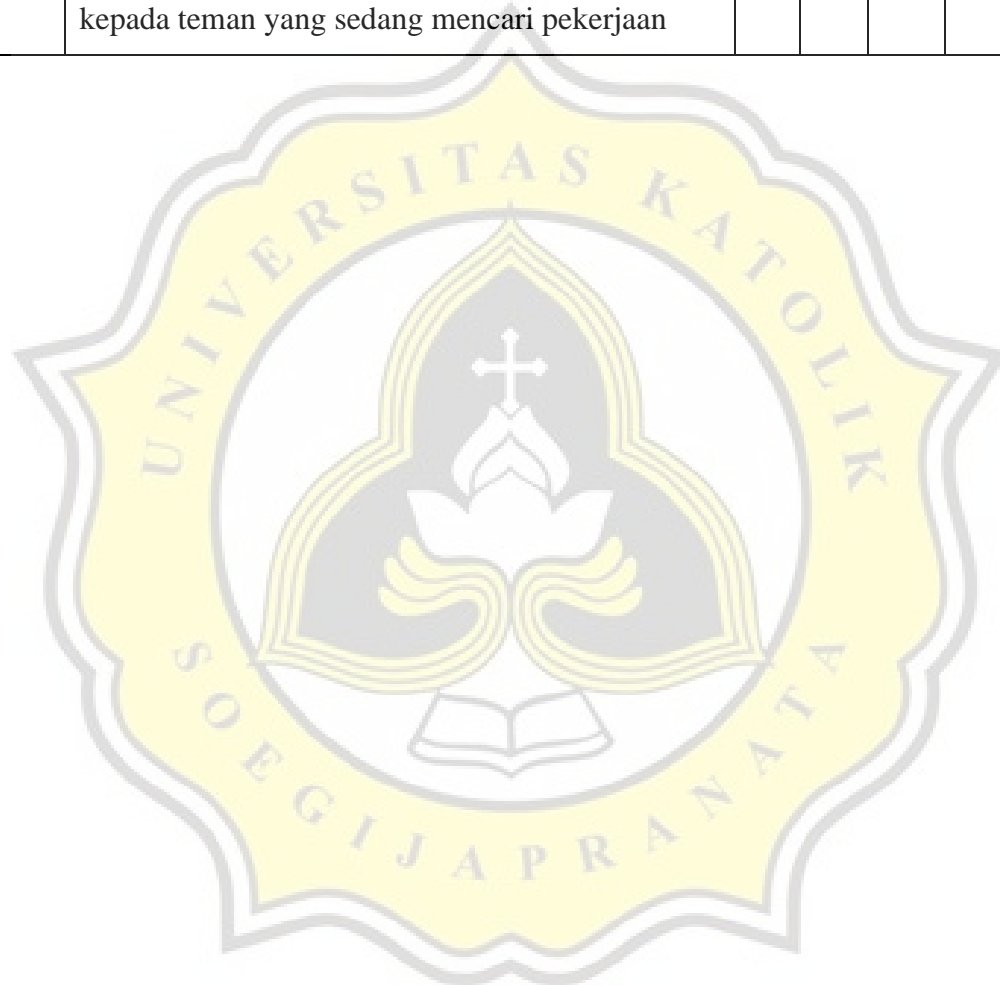 kepada teman yang sedang mencari pekerjaan
UNIVERSITAS KATOLIK
SOEGIJAPRANATA